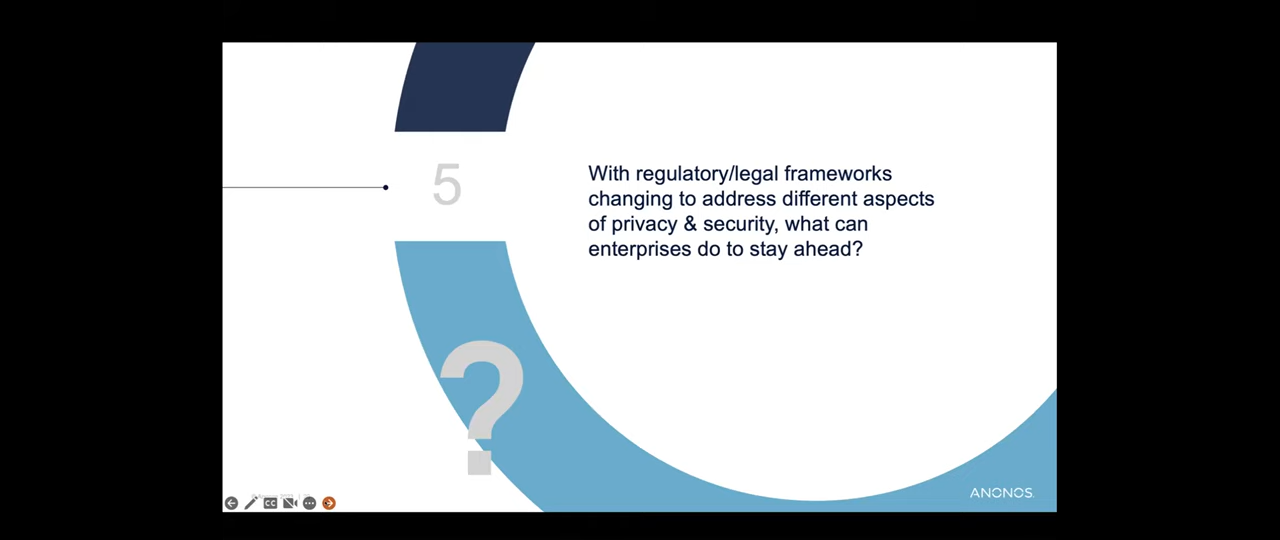 5
With regulatory/legal frameworks
changing to address different aspects
of privacy & security, what can
enterprises do to stay ahead?
?
CC
ANONOS